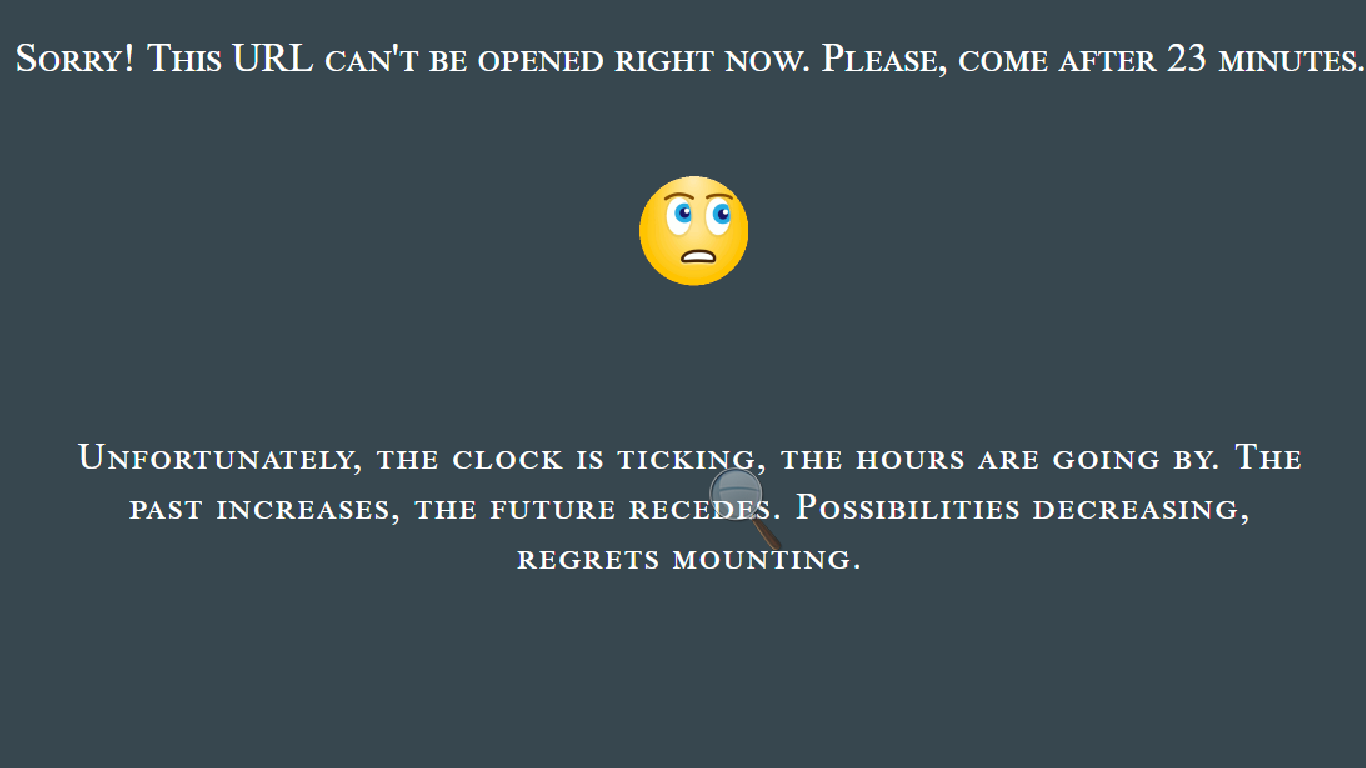 Sorry! This URL can't be opened right now. Please, come after 23 minutes.
Unfortunately, the clock is ticking, the hours are going by. The
past increases, the future recedes. Possibilities decreasing,
regrets mounting.